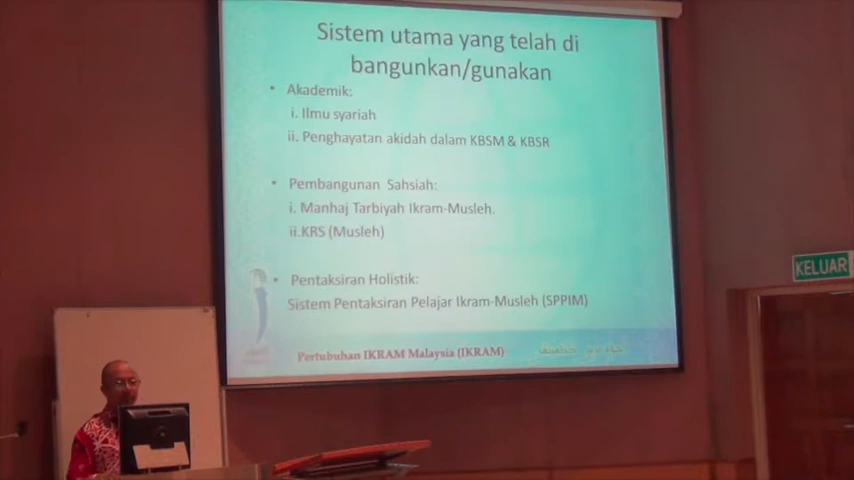 Sistem utama yang telah di
bangunkan/gunakan
• Akademik:
i. Ilmu syariah
ii. Penghayatan akidah dalam KBSM & KBSR
• Pembangunan Sahsiah:
i. Manhaj Tarbiyah Ikram-Musleh.
ii.KRS (Musleh)
• Pentaksiran Holistik:
Sistem Pentaksiran Pelajar Ikram-Musleh (SPPIM)
Pertubuhan IKRAM Malaysia (IKRAM)
KELUAR